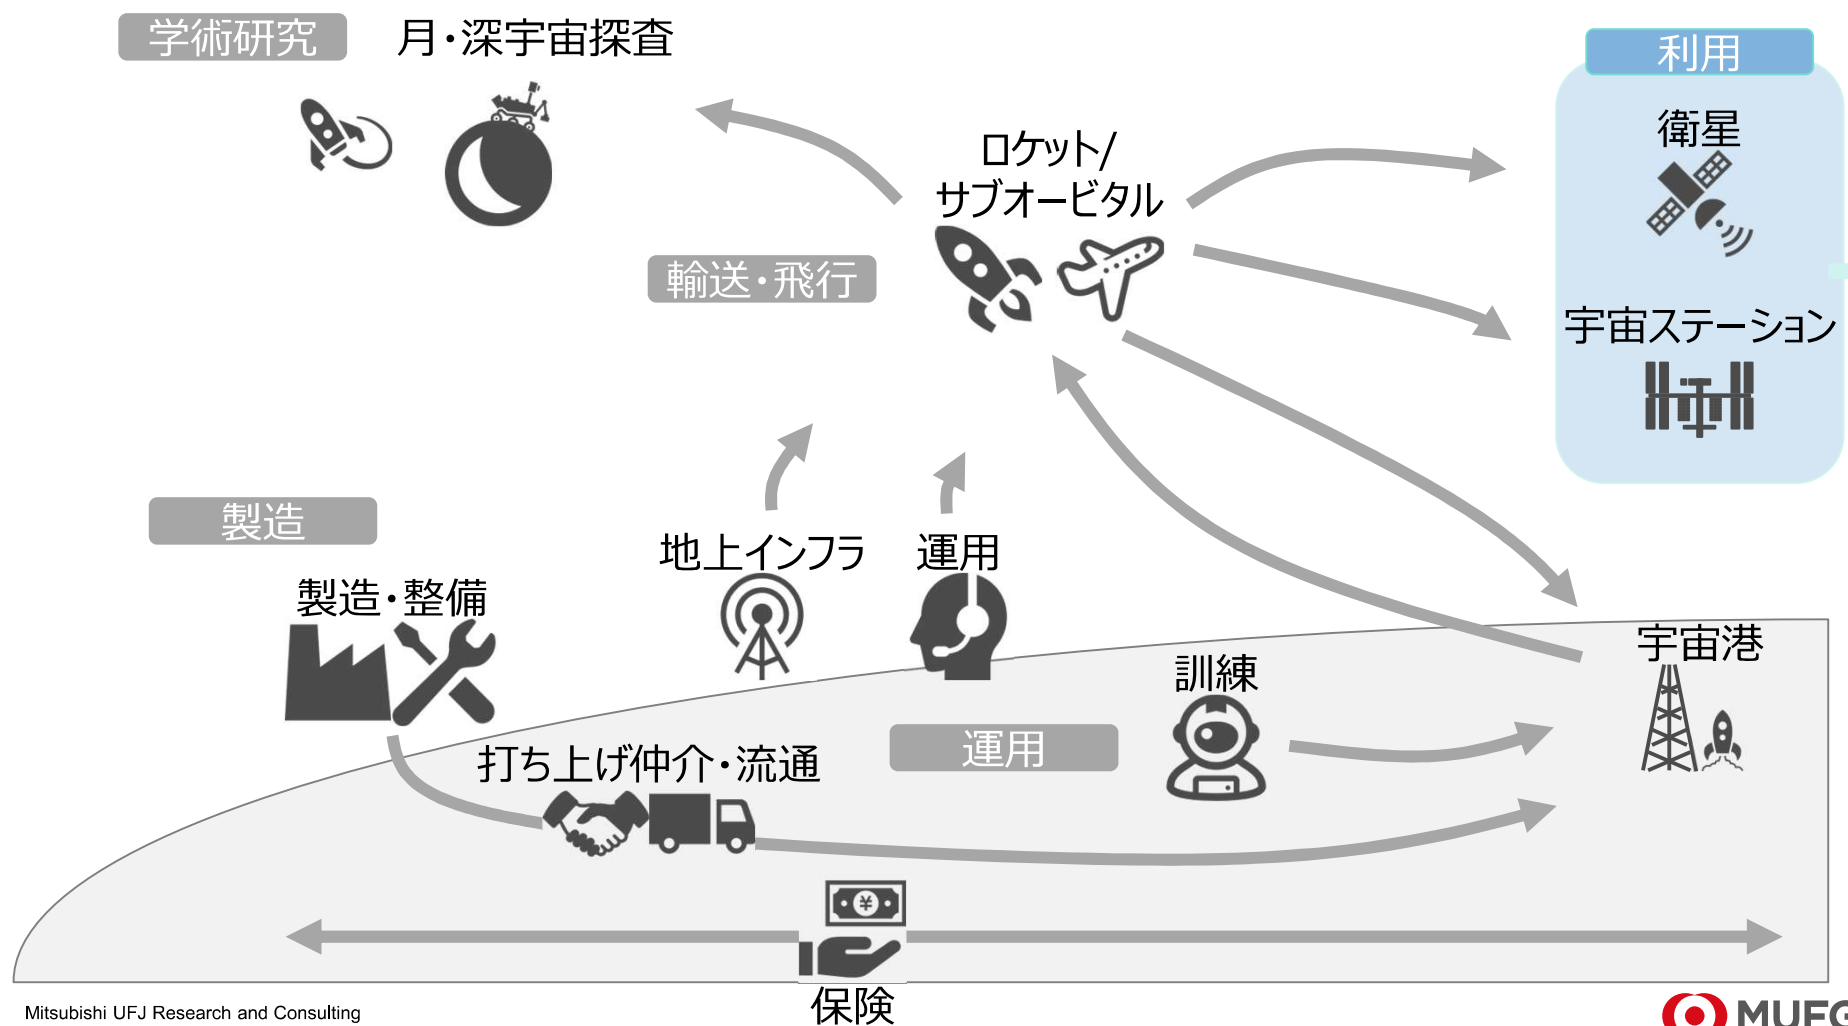 学術研究
月・深宇宙探査
利用
衛星
ロケット/
サブオービタル
輸送・飛行
宇宙ステーション
製造
地上インフラ
運用
製造・整備
宇宙港
訓練
運用
打ち上げ仲介・流通
¥
保険
Mitsubishi UFJ Research and Consulting
MUFG